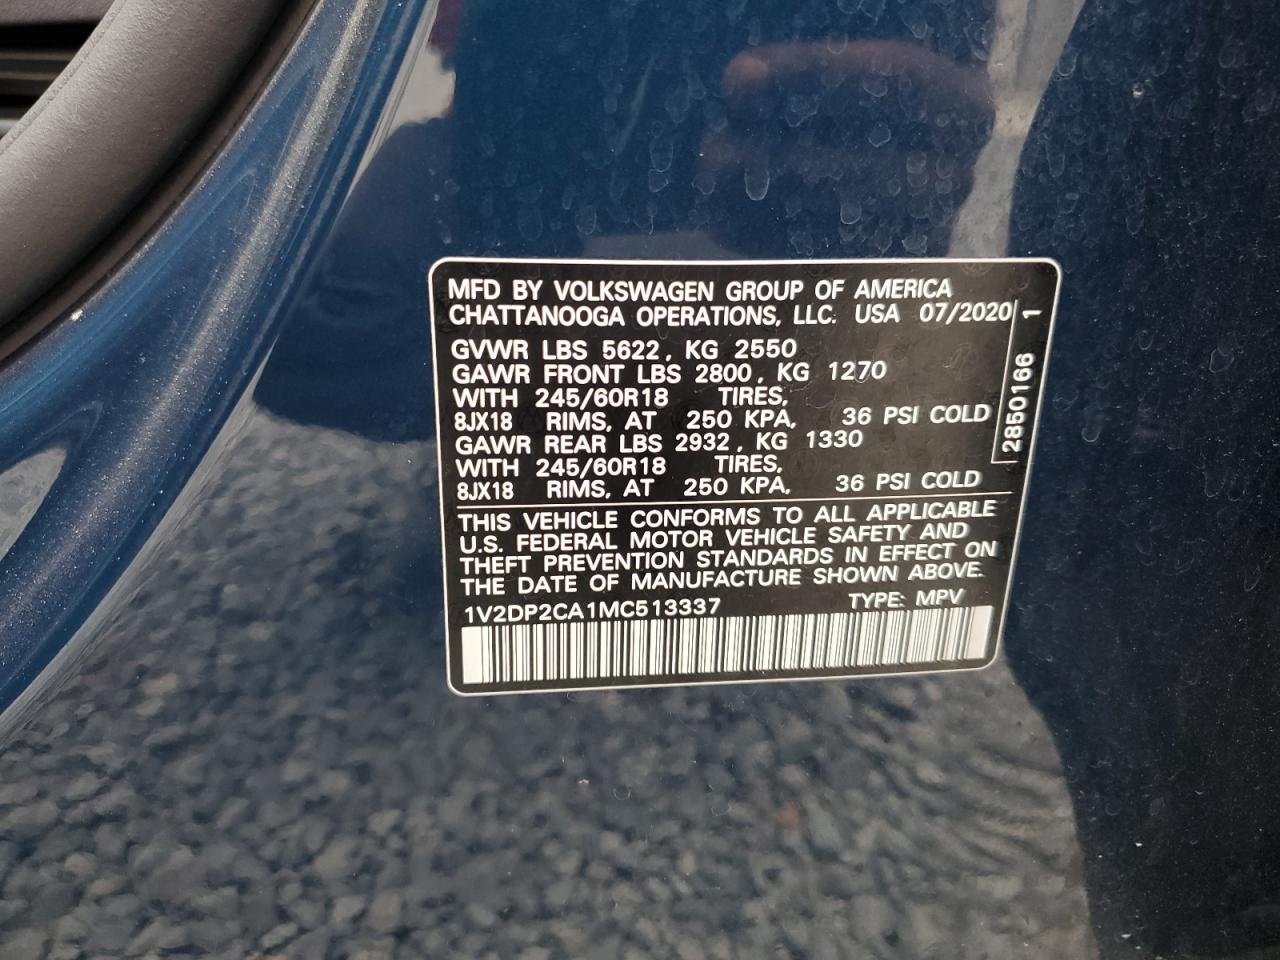 MFD BY VOLKSWAGEN GROUP OF AMERICA
CHATTANOOGA OPERATIONS, LLC. USA 07/2020
GVWR LBS 5622, KG 2550
GAWR FRONT LBS 2800, KG 1270
WITH 245/60R18 TIRES,
8JX18 RIMS, AT 250 KPA, 36 PSI COLD
GAWR REAR LBS 2932, KG 1330
WITH 245/60R18 TIRES,
8JX18 RIMS, AT 250 KPA, 36 PSI COLD
2850166 1
THIS VEHICLE CONFORMS TO ALL APPLICABLE
U.S. FEDERAL MOTOR VEHICLE SAFETY AND
THEFT PREVENTION STANDARDS IN EFFECT ON
THE DATE OF MANUFACTURE SHOWN ABOVE.
1V2DP2CA1MC513337 TYPE: MPV